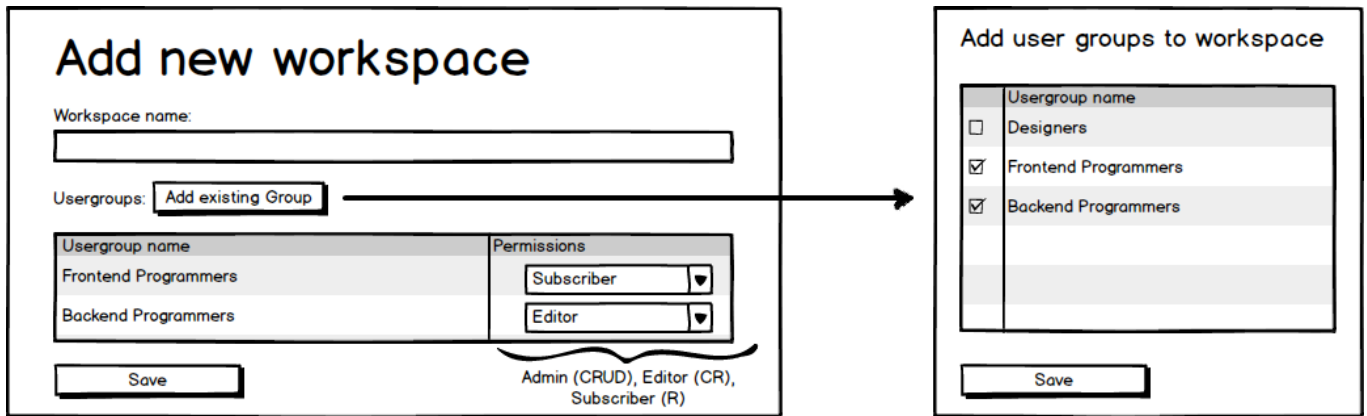 Add new workspace
Workspace name:
Usergroups: Add existing Group
Usergroup name Permissions
Frontend Programmers Subscriber
Backend Programmers Editor
Save
Admin (CRUD), Editor (CR),
Subscriber (R)
Add user groups to workspace
Usergroup name
Designers
Frontend Programmers
Backend Programmers
Save